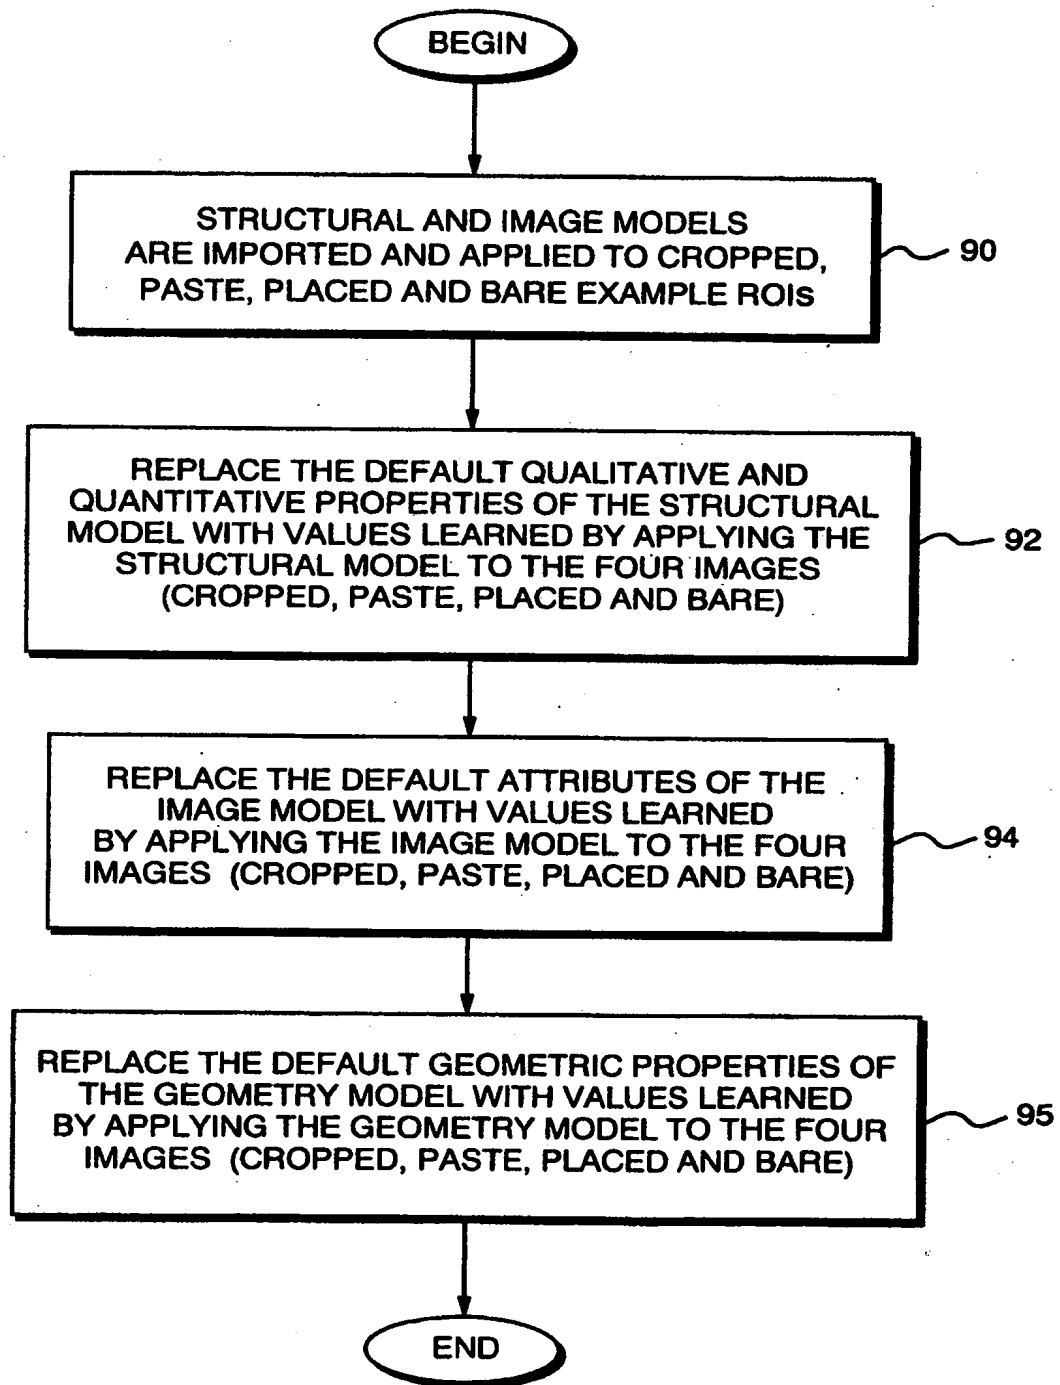 BEGIN
STRUCTURAL AND IMAGE MODELS
ARE IMPORTED AND APPLIED TO CROPPED,
PASTE, PLACED AND BARE EXAMPLE ROIs
90
REPLACE THE DEFAULT QUALITATIVE AND
QUANTITATIVE PROPERTIES OF THE STRUCTURAL
MODEL WITH VALUES LEARNED BY APPLYING THE
STRUCTURAL MODEL TO THE FOUR IMAGES
(CROPPED, PASTE, PLACED AND BARE)
92
REPLACE THE DEFAULT ATTRIBUTES OF THE
IMAGE MODEL WITH VALUES LEARNED
BY APPLYING THE IMAGE MODEL TO THE FOUR
IMAGES (CROPPED, PASTE, PLACED AND BARE)
94
REPLACE THE DEFAULT GEOMETRIC PROPERTIES OF
THE GEOMETRY MODEL WITH VALUES LEARNED
BY APPLYING THE GEOMETRY MODEL TO THE FOUR
IMAGES (CROPPED, PASTE, PLACED AND BARE)
95
END